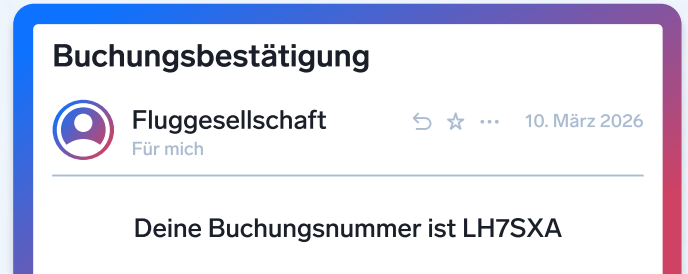 Buchungsbestätigung
Fluggesellschaft
10. März 2026
Für mich
Deine Buchungsnummer ist LH7SXA